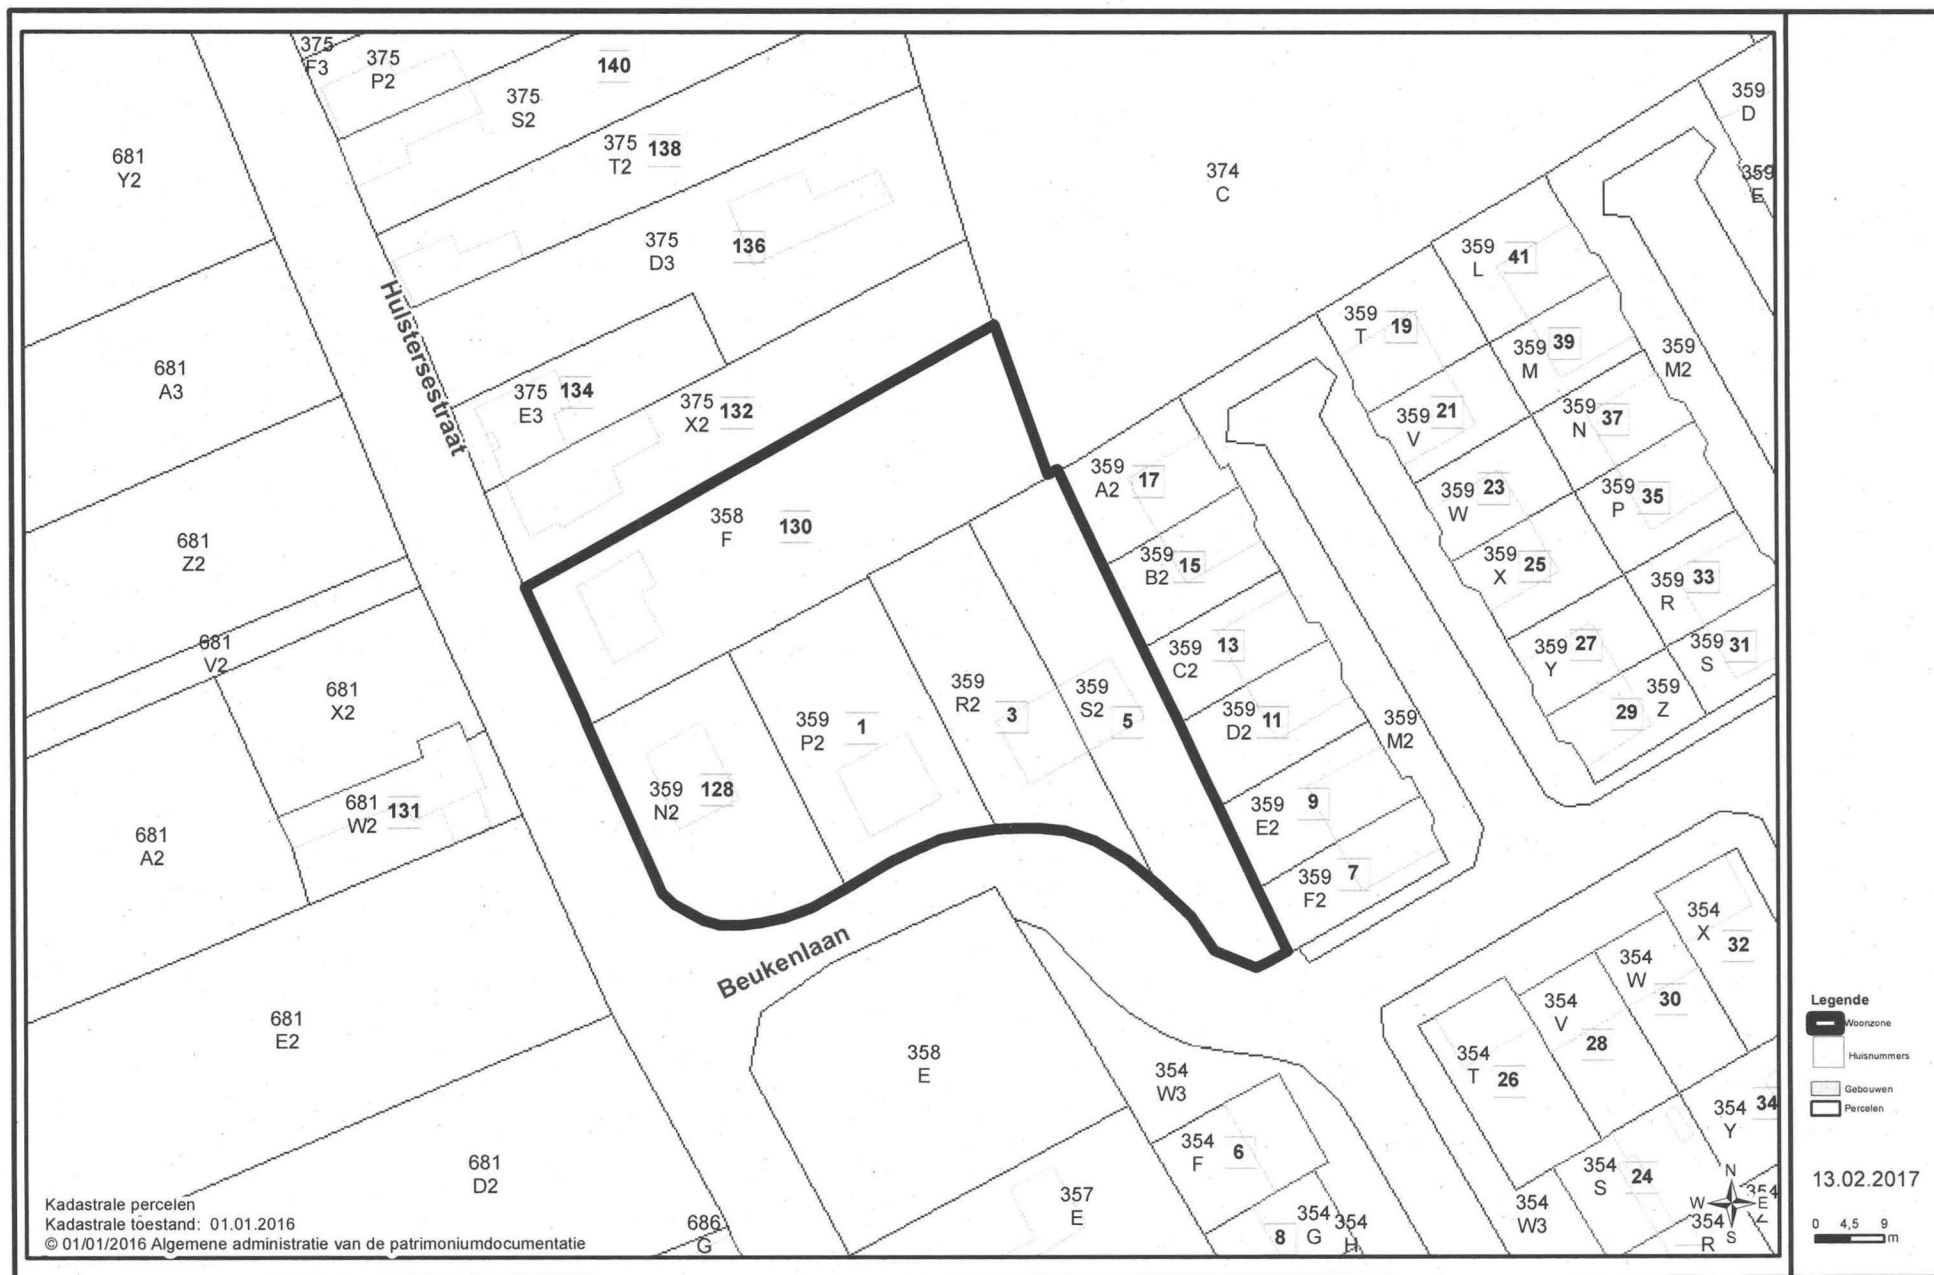 375
F3
375
P2
140
375
S2
375
T2
138
681
Y2
374
C
359
D
359
E
375
D3
136
359
L
41
359
T
19
359
M
39
359
M2
Hulstersestraat
681
A3
375
E3
134
375
X2
132
359
V
21
359
N
37
359
A2
17
359
W
23
359
P
35
358
F
130
681
Z2
359
B2
15
359
X
25
359
R
33
681
V2
359
C2
13
359
Y
27
359
S
31
681
X2
359
R2
3
359
S2
5
359
P2
1
359
D2
11
359
M2
359
Z
29
359
N2
128
681
W2
131
681
A2
359
E2
9
359
F2
7
Beukenlaan
354
X
32
354
W
30
354
V
28
681
E2
358
E
354
W3
354
T
26
354
Y
34
354
F
6
354
S
24
681
D2
357
E
354
G
8
354
H
354
W3
354
R
354
Z
686
G
N
W
E
S
Kadastrale percelen
Kadastrale toestand: 01.01.2016
© 01/01/2016 Algemene administratie van de patrimoniumdocumentatie
Legende
Woonzone
Huisnummers
Gebouwen
Percelen
13.02.2017
0 4,5 9
m